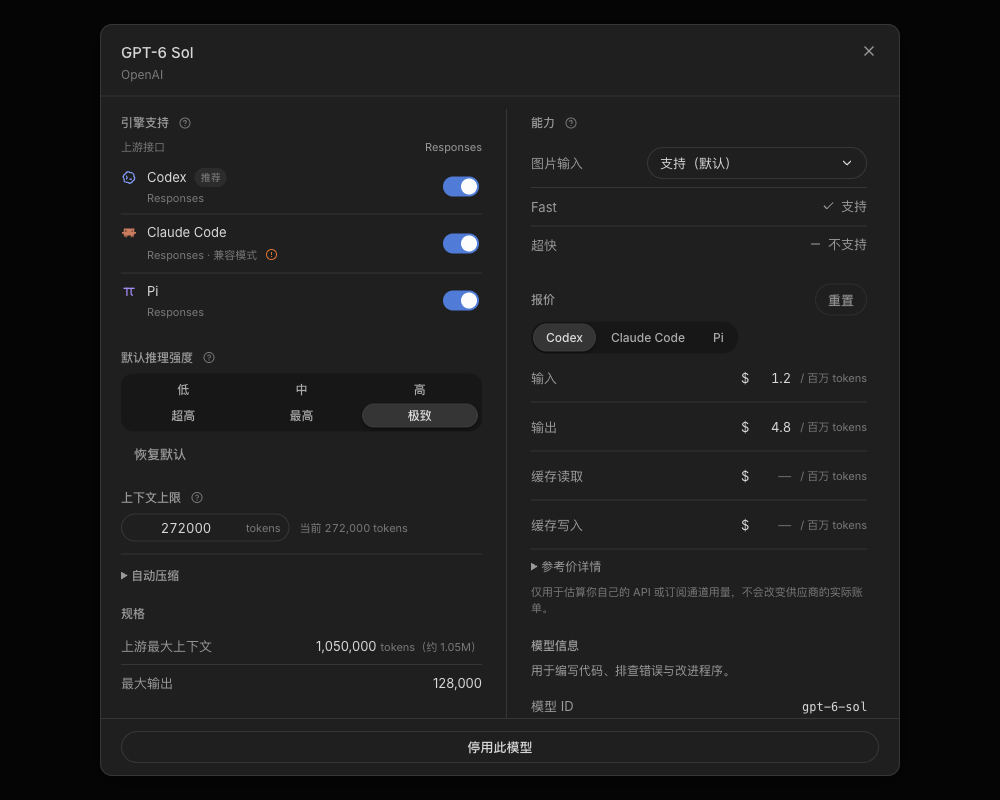 GPT-6 Sol
OpenAI
引擎支持
上游接口 Responses
Codex 推荐
Responses
Claude Code
Responses · 兼容模式
Pi
Responses
默认推理强度
低 中 高
超高 最高 极致
恢复默认
上下文上限
272000 tokens 当前 272,000 tokens
自动压缩
规格
上游最大上下文 1,050,000 tokens（约 1.05M）
最大输出 128,000
能力
图片输入 支持（默认）
Fast 支持
超快 不支持
报价 重置
Codex Claude Code Pi
输入 $ 1.2 / 百万 tokens
输出 $ 4.8 / 百万 tokens
缓存读取 $ — / 百万 tokens
缓存写入 $ — / 百万 tokens
参考价详情
仅用于估算你自己的 API 或订阅通道用量，不会改变供应商的实际账
单。
模型信息
用于编写代码、排查错误与改进程序。
模型 ID gpt-6-sol
停用此模型